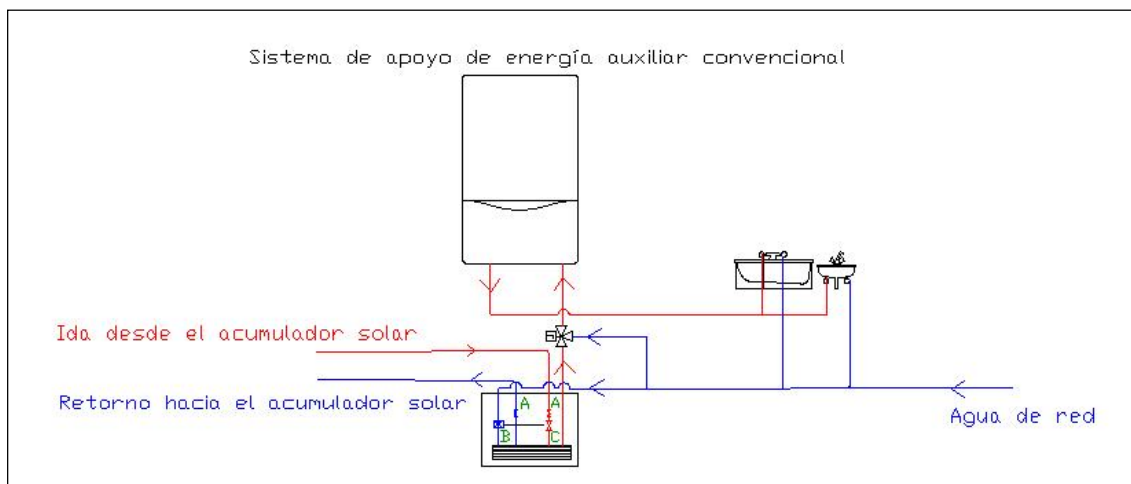 Sistema de apoyo de energía auxiliar convencional
Ida desde el acumulador solar
Retorno hacia el acumulador solar
Agua de red
A A
B C